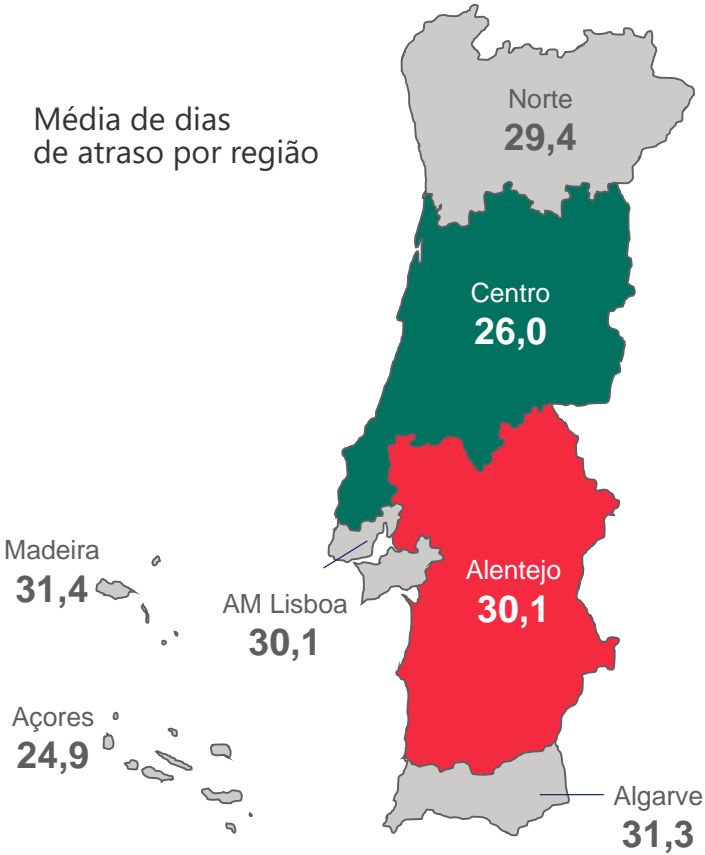 Média de dias
de atraso por região
Norte
29,4
Centro
26,0
Madeira
31,4
AM Lisboa
30,1
Alentejo
30,1
Açores
24,9
Algarve
31,3